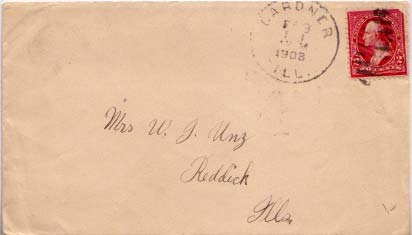 GARDNER
FEB
1903
ILL.
Mrs W. J. Unz
Reddick
Ills